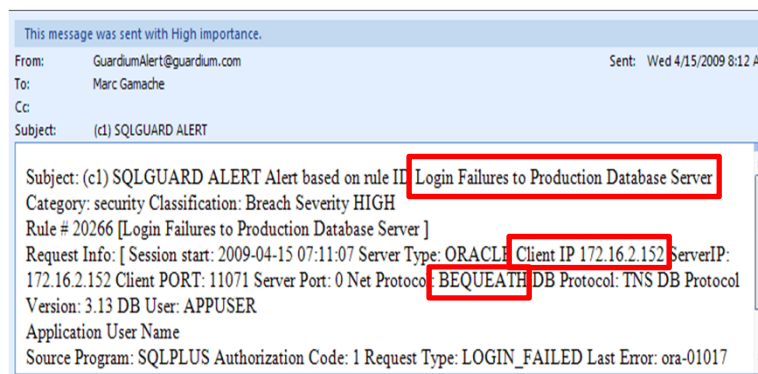 This message was sent with High importance.
From: GuardiumAlert@guardium.com Sent: Wed 4/15/2009 8:12 A
To: Marc Gamache
Cc:
Subject: (c1) SQLGUARD ALERT
Subject: (c1) SQLGUARD ALERT Alert based on rule ID Login Failures to Production Database Server
Category: security Classification: Breach Severity HIGH
Rule # 20266 [Login Failures to Production Database Server ]
Request Info: [ Session start: 2009-04-15 07:11:07 Server Type: ORACLE Client IP 172.16.2.152 ServerIP:
172.16.2.152 Client PORT: 11071 Server Port: 0 Net Protocol: BEQUEATH DB Protocol: TNS DB Protocol
Version: 3.13 DB User: APPUSER
Application User Name
Source Program: SQLPLUS Authorization Code: 1 Request Type: LOGIN_FAILED Last Error: ora-01017